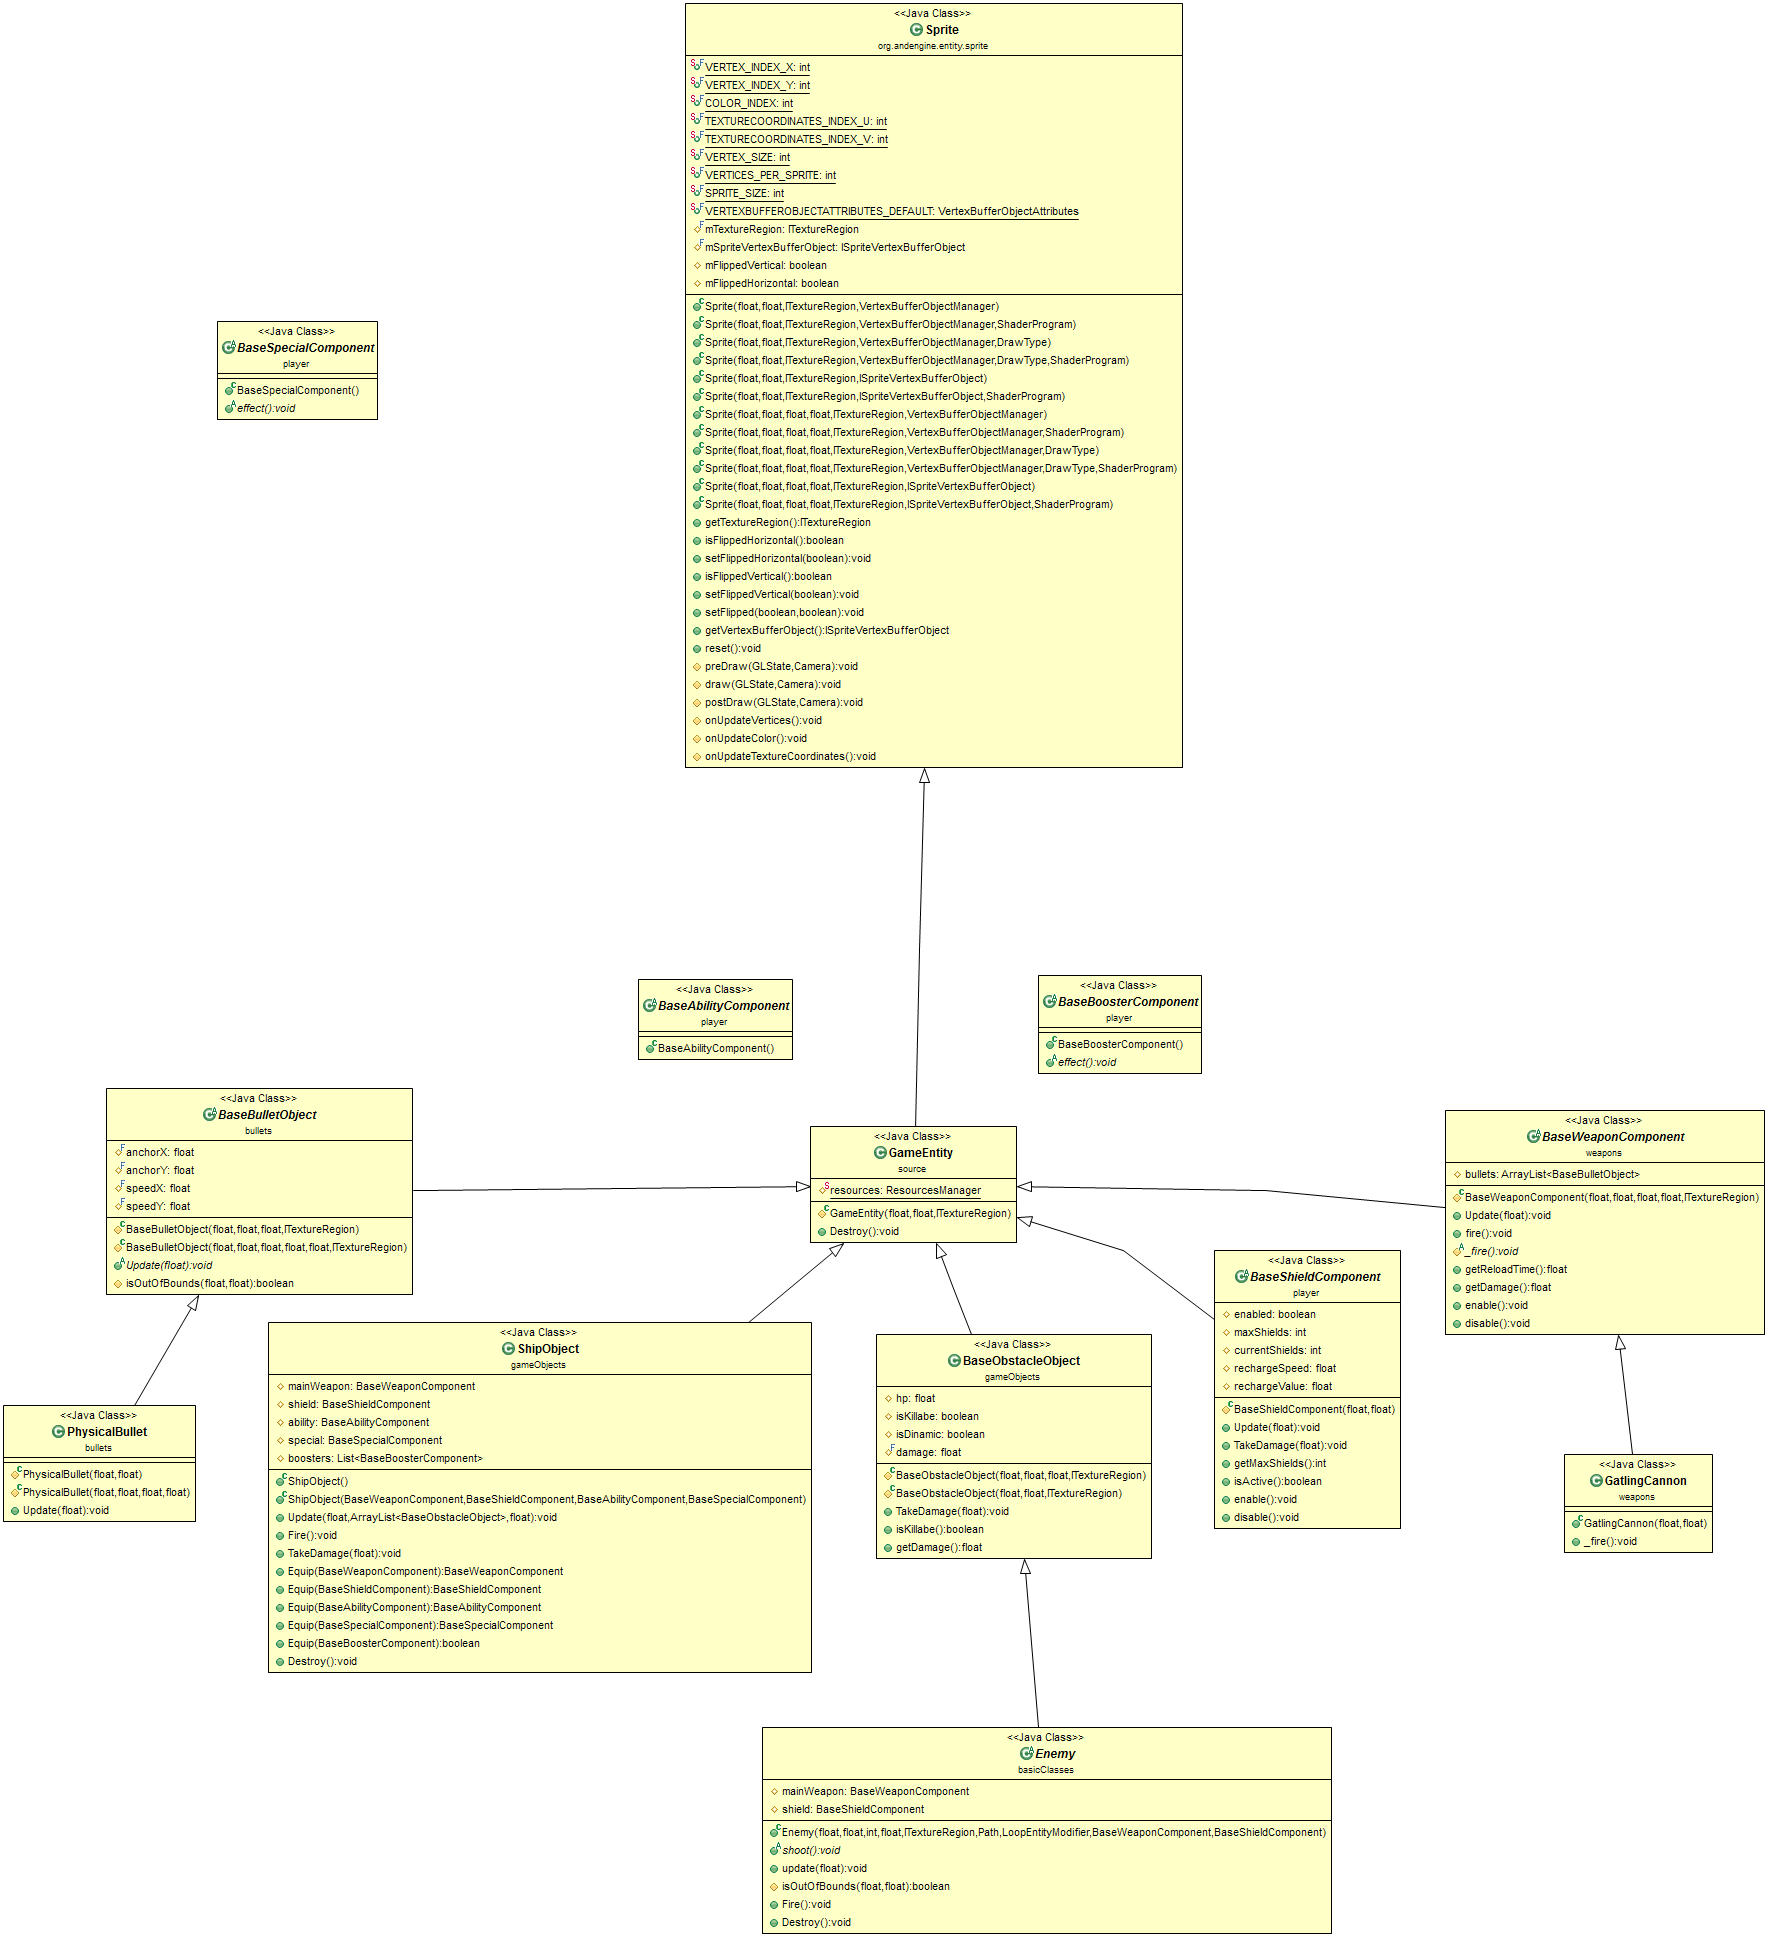 <<Java Class>>
Sprite
org.andengine.entity.sprite
VERTEX_INDEX_X: int
VERTEX_INDEX_Y: int
COLOR_INDEX: int
TEXTURECOORDINATES_INDEX_U: int
TEXTURECOORDINATES_INDEX_V: int
VERTEX_SIZE: int
VERTICES_PER_SPRITE: int
SPRITE_SIZE: int
VERTEXBUFFEROBJECTATTRIBUTES_DEFAULT: VertexBufferObjectAttributes
mTextureRegion: ITextureRegion
mSpriteVertexBufferObject: ISpriteVertexBufferObject
mFlippedVertical: boolean
mFlippedHorizontal: boolean
Sprite(float,float,ITextureRegion,VertexBufferObjectManager)
Sprite(float,float,ITextureRegion,VertexBufferObjectManager,ShaderProgram)
Sprite(float,float,ITextureRegion,VertexBufferObjectManager,DrawType)
Sprite(float,float,ITextureRegion,VertexBufferObjectManager,DrawType,ShaderProgram)
Sprite(float,float,ITextureRegion,ISpriteVertexBufferObject)
Sprite(float,float,ITextureRegion,ISpriteVertexBufferObject,ShaderProgram)
Sprite(float,float,float,float,ITextureRegion,VertexBufferObjectManager)
Sprite(float,float,float,float,ITextureRegion,VertexBufferObjectManager,ShaderProgram)
Sprite(float,float,float,float,ITextureRegion,VertexBufferObjectManager,DrawType)
Sprite(float,float,float,float,ITextureRegion,VertexBufferObjectManager,DrawType,ShaderProgram)
Sprite(float,float,float,float,ITextureRegion,ISpriteVertexBufferObject)
Sprite(float,float,float,float,ITextureRegion,ISpriteVertexBufferObject,ShaderProgram)
getTextureRegion():ITextureRegion
isFlippedHorizontal():boolean
setFlippedHorizontal(boolean):void
isFlippedVertical():boolean
setFlippedVertical(boolean):void
setFlipped(boolean,boolean):void
getVertexBufferObject():ISpriteVertexBufferObject
reset():void
preDraw(GLState,Camera):void
draw(GLState,Camera):void
postDraw(GLState,Camera):void
onUpdateVertices():void
onUpdateColor():void
onUpdateTextureCoordinates():void
<<Java Class>>
BaseSpecialComponent
player
BaseSpecialComponent()
effect():void
<<Java Class>>
BaseAbilityComponent
player
BaseAbilityComponent()
<<Java Class>>
BaseBoosterComponent
player
BaseBoosterComponent()
effect():void
<<Java Class>>
BaseBulletObject
bullets
anchorX: float
anchorY: float
speedX: float
speedY: float
BaseBulletObject(float,float,float,ITextureRegion)
BaseBulletObject(float,float,float,float,float,ITextureRegion)
Update(float):void
isOutOfBounds(float,float):boolean
<<Java Class>>
GameEntity
source
resources: ResourcesManager
GameEntity(float,float,ITextureRegion)
Destroy():void
<<Java Class>>
BaseWeaponComponent
weapons
bullets: ArrayList<BaseBulletObject>
BaseWeaponComponent(float,float,float,float,ITextureRegion)
Update(float):void
fire():void
_fire():void
getReloadTime():float
getDamage():float
enable():void
disable():void
<<Java Class>>
BaseShieldComponent
player
enabled: boolean
maxShields: int
currentShields: int
rechargeSpeed: float
rechargeValue: float
BaseShieldComponent(float,float)
Update(float):void
TakeDamage(float):void
getMaxShields():int
isActive():boolean
enable():void
disable():void
<<Java Class>>
ShipObject
gameObjects
mainWeapon: BaseWeaponComponent
shield: BaseShieldComponent
ability: BaseAbilityComponent
special: BaseSpecialComponent
boosters: List<BaseBoosterComponent>
ShipObject()
ShipObject(BaseWeaponComponent,BaseShieldComponent,BaseAbilityComponent,BaseSpecialComponent)
Update(float,ArrayList<BaseObstacleObject>,float):void
Fire():void
TakeDamage(float):void
Equip(BaseWeaponComponent):BaseWeaponComponent
Equip(BaseShieldComponent):BaseShieldComponent
Equip(BaseAbilityComponent):BaseAbilityComponent
Equip(BaseSpecialComponent):BaseSpecialComponent
Equip(BaseBoosterComponent):boolean
Destroy():void
<<Java Class>>
BaseObstacleObject
gameObjects
hp: float
isKillabe: boolean
isDinamic: boolean
damage: float
BaseObstacleObject(float,float,float,ITextureRegion)
BaseObstacleObject(float,float,ITextureRegion)
TakeDamage(float):void
isKillabe():boolean
getDamage():float
<<Java Class>>
PhysicalBullet
bullets
PhysicalBullet(float,float)
PhysicalBullet(float,float,float,float)
Update(float):void
<<Java Class>>
GatlingCannon
weapons
GatlingCannon(float,float)
_fire():void
<<Java Class>>
Enemy
basicClasses
mainWeapon: BaseWeaponComponent
shield: BaseShieldComponent
Enemy(float,float,int,float,ITextureRegion,Path,LoopEntityModifier,BaseWeaponComponent,BaseShieldComponent)
shoot():void
update(float):void
isOutOfBounds(float,float):boolean
Fire():void
Destroy():void